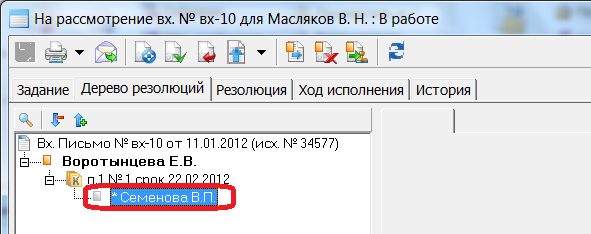 На рассмотрение вх. № вх-10 для Масляков В. Н. : В работе
Задание Дерево резолюций Резолюция Ход исполнения История
Вх. Письмо № вх-10 от 11.01.2012 (исх. № 34577)
Воротынцева Е.В.
К п.1 № 1 срок 22.02.2012
* Семенова В.П.